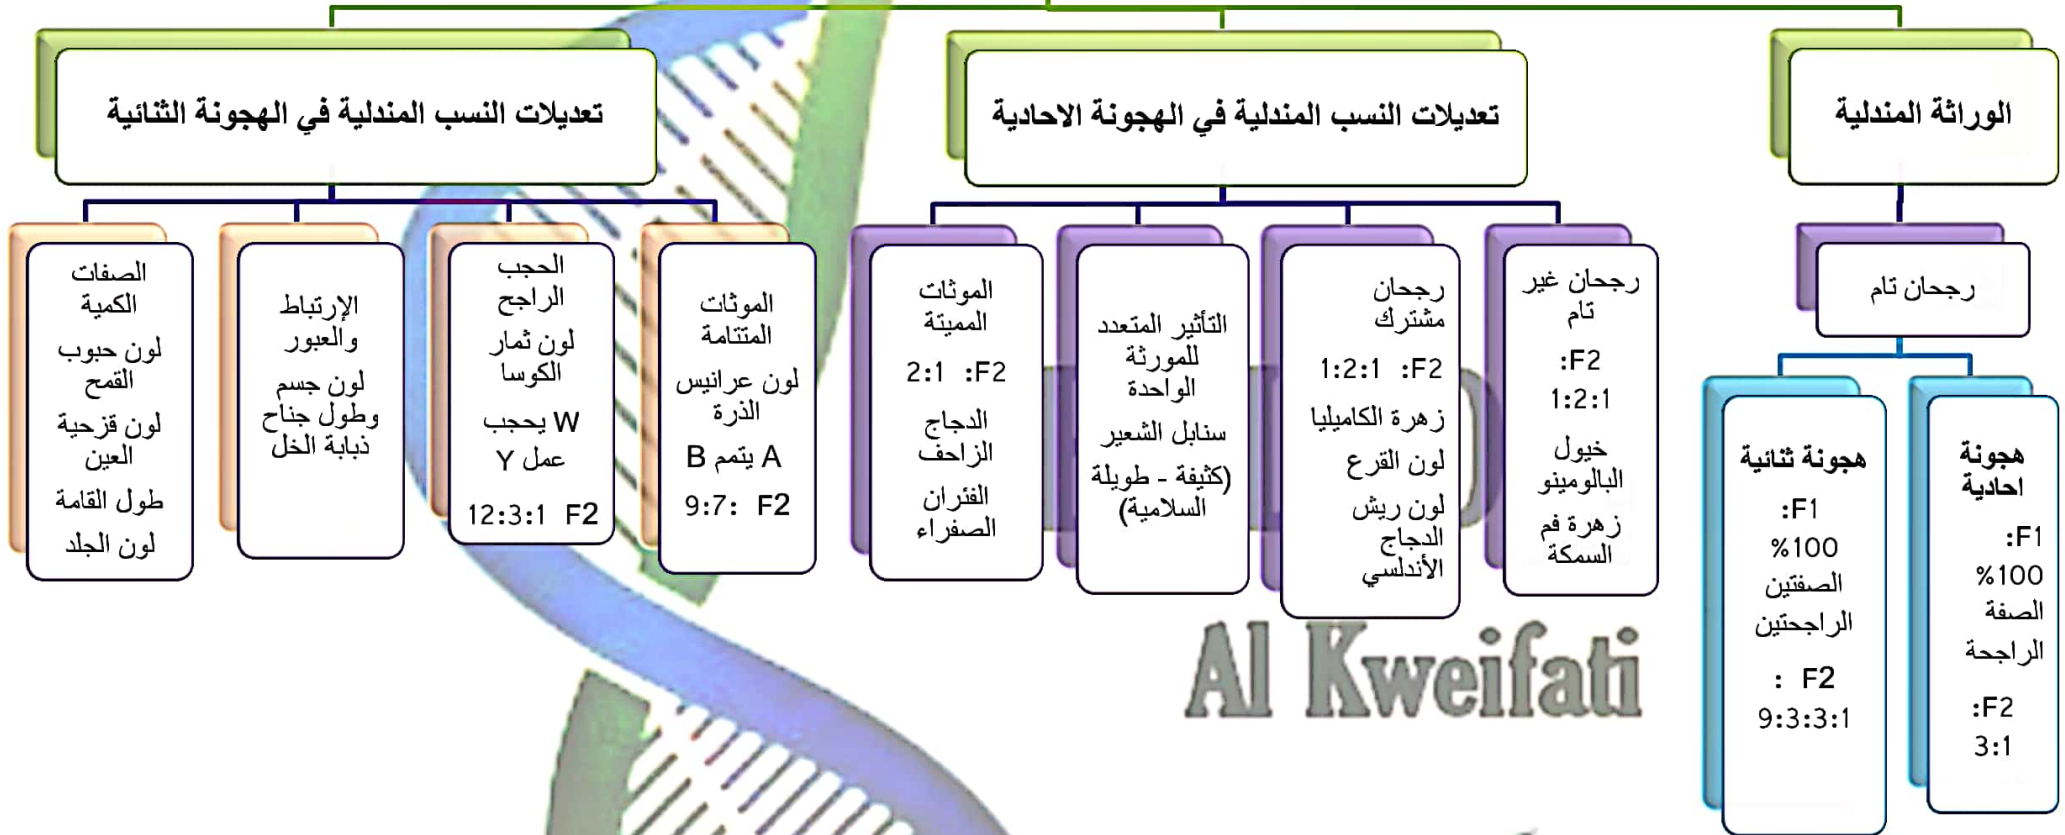 الوراثة المندلية
رجحان تام
هجونة
احادية
F1:
100%
الصفة
الراجحة
F2:
3:1
هجونة ثنائية
F1:
100%
الصفتين
الراجحتين
F2 :
9:3:3:1
تعديلات النسب المندلية في الهجونة الاحادية
رجحان غير
تام
F2:
1:2:1
خيول
البالومينو
زهرة فم
السمكة
رجحان
مشترك
F2: 1:2:1
زهرة الكاميليا
لون القرع
لون ريش
الدجاج
الأندلسي
التأثير المتعدد
للمورثة
الواحدة
سنابل الشعير
(كثيفة - طويلة
السلامية)
الموثات
المميتة
F2: 2:1
الدجاج
الزاحف
الفئران
الصفراء
تعديلات النسب المندلية في الهجونة الثنائية
الموثات
المتتامة
لون عرانيس
الذرة
A يتمم B
F2 :9:7
الحجب
الراجح
لون ثمار
الكوسا
W يحجب
عمل Y
F2 12:3:1
الإرتباط
والعبور
لون جسم
وطول جناح
ذبابة الخل
الصفات
الكمية
لون حبوب
القمح
لون قزحية
العين
طول القامة
لون الجلد
Al Kweifati